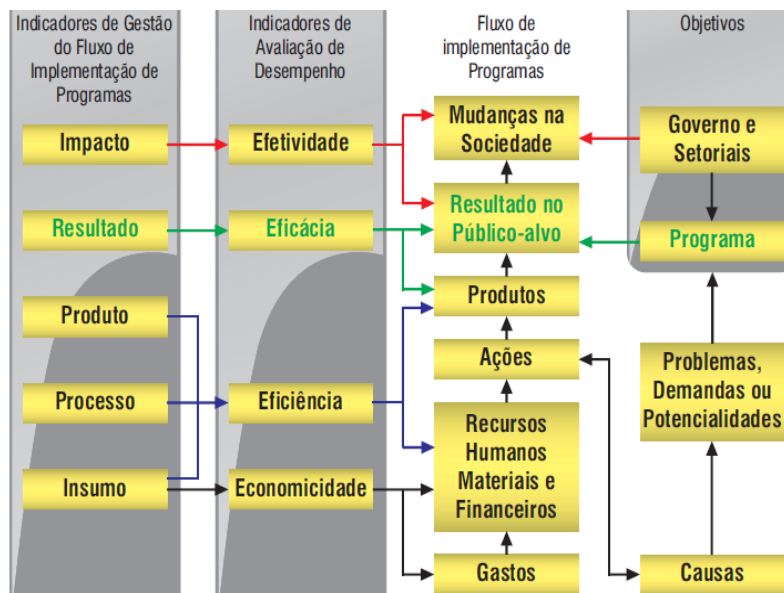 Indicadores de Gestão
do Fluxo de
Implementação de
Programas
Impacto
Resultado
Produto
Processo
Insumo
Indicadores de
Avaliação de
Desempenho
Efetividade
Eficácia
Eficiência
Economicidade
Fluxo de
implementação de
Programas
Mudanças na
Sociedade
Resultado no
Público-alvo
Produtos
Ações
Recursos
Humanos
Materiais e
Financeiros
Gastos
Objetivos
Governo e
Setoriais
Programa
Problemas,
Demandas ou
Potencialidades
Causas